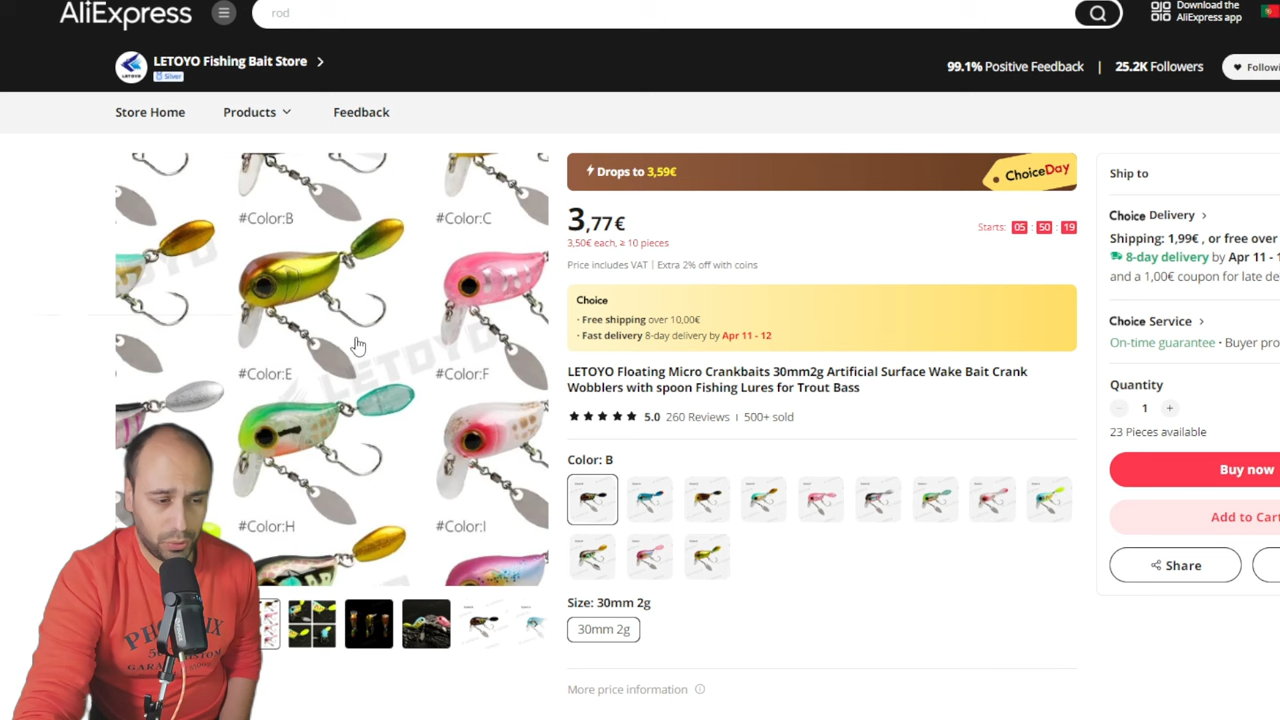 AliExpress
rod
Download the
AliExpress app
LETOYO Fishing Bait Store
Silver
99.1% Positive Feedback | 25.2K Followers
Store Home
Products
Feedback
#Color:B
#Color:C
#Color:E
#Color:F
#Color:H
#Color:I
LETOYO
Drops to 3,59€
ChoiceDay
3,77€
Starts: 05 : 50 : 19
3,50€ each, ≥ 10 pieces
Price includes VAT | Extra 2% off with coins
Choice
· Free shipping over 10,00€
· Fast delivery 8-day delivery by Apr 11 - 12
LETOYO Floating Micro Crankbaits 30mm2g Artificial Surface Wake Bait Crank
Wobblers with spoon Fishing Lures for Trout Bass
5.0 260 Reviews | 500+ sold
Color: B
Size: 30mm 2g
30mm 2g
More price information
Ship to
Choice Delivery
Shipping: 1,99€ , or free over
8-day delivery by Apr 11 - 1
and a 1,00€ coupon for late de
Choice Service
On-time guarantee · Buyer pro
Quantity
1
23 Pieces available
Buy now
Add to Cart
Share